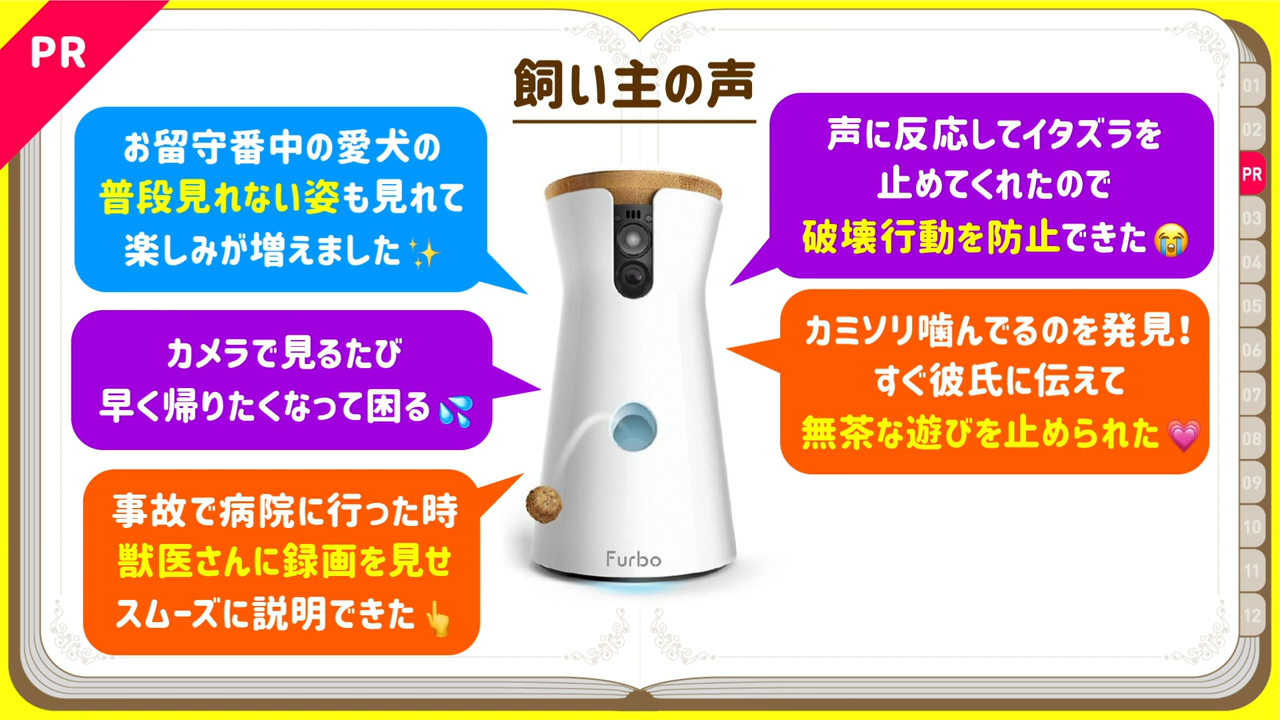 PR
飼い主の声
お留守番中の愛犬の
普段見れない姿も見れて
楽しみが増えました✨
カメラで見るたび
早く帰りたくなって困る💦
事故で病院に行った時
獣医さんに録画を見せ
スムーズに説明できた👆
声に反応してイタズラを
止めてくれたので
破壊行動を防止できた😭
カミソリ噛んでるのを発見!
すぐ彼氏に伝えて
無茶な遊びを止められた💗
Furbo
01
02
PR
03
04
05
06
07
08
09
10
11
12